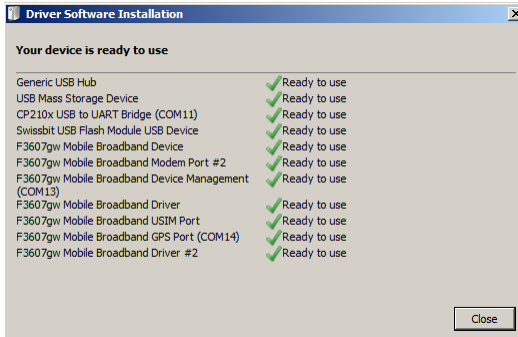 Driver Software Installation
Your device is ready to use
Generic USB Hub Ready to use
USB Mass Storage Device Ready to use
CP210x USB to UART Bridge (COM11) Ready to use
Swissbit USB Flash Module USB Device Ready to use
F3607gw Mobile Broadband Device Ready to use
F3607gw Mobile Broadband Modem Port #2 Ready to use
F3607gw Mobile Broadband Device Management Ready to use
(COM13)
F3607gw Mobile Broadband Driver Ready to use
F3607gw Mobile Broadband USIM Port Ready to use
F3607gw Mobile Broadband GPS Port (COM14) Ready to use
F3607gw Mobile Broadband Driver #2 Ready to use
Close